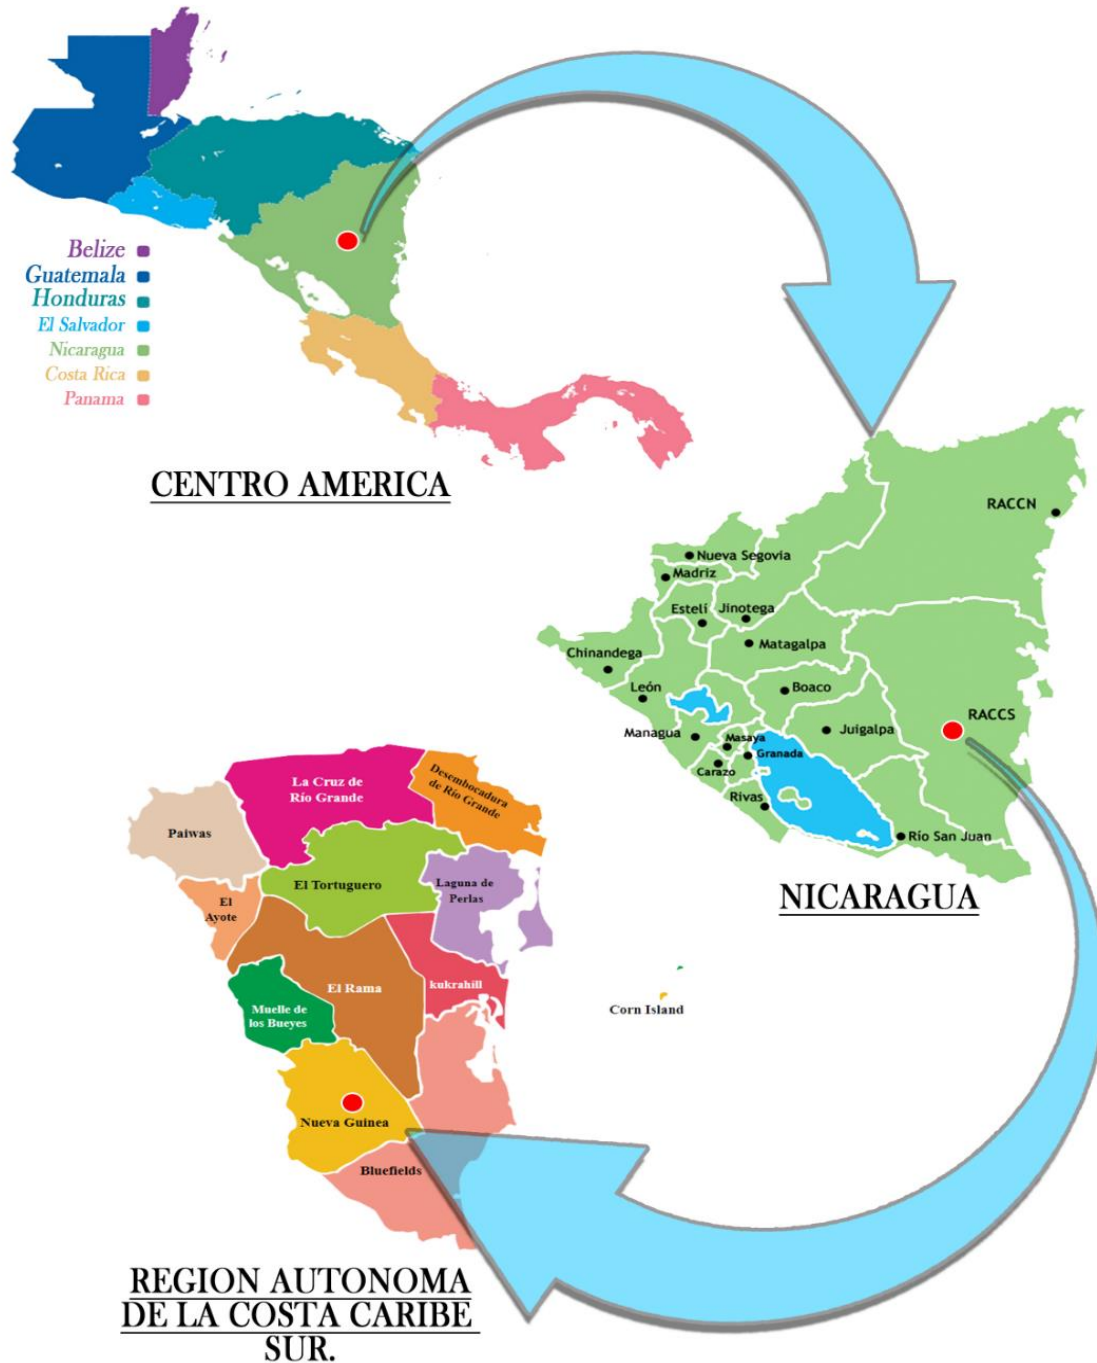 Belize
Guatemala
Honduras
El Salvador
Nicaragua
Costa Rica
Panama
CENTRO AMERICA
RACCN
Nueva Segovia
Madriz
Estelí
Jinotega
Matagalpa
Chinandega
León
Boaco
RACCS
Managua
Masaya
Juigalpa
Granada
Carazo
Rivas
Río San Juan
NICARAGUA
La Cruz de
Río Grande
Desembocadura
de Río Grande
Paiwas
El Tortuguero
Laguna de
Perlas
El
Ayote
El Rama
kukrahill
Muelle de
los Bueyes
Corn Island
Nueva Guinea
Bluefields
REGION AUTONOMA
DE LA COSTA CARIBE
SUR.